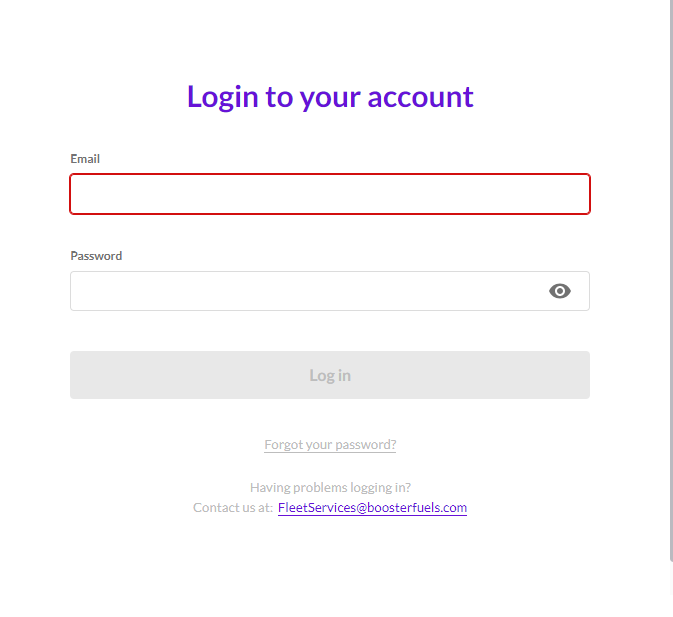 Login to your account
Email
Password
Log in
Forgot your password?
Having problems logging in?
Contact us at: FleetServices@boosterfuels.com